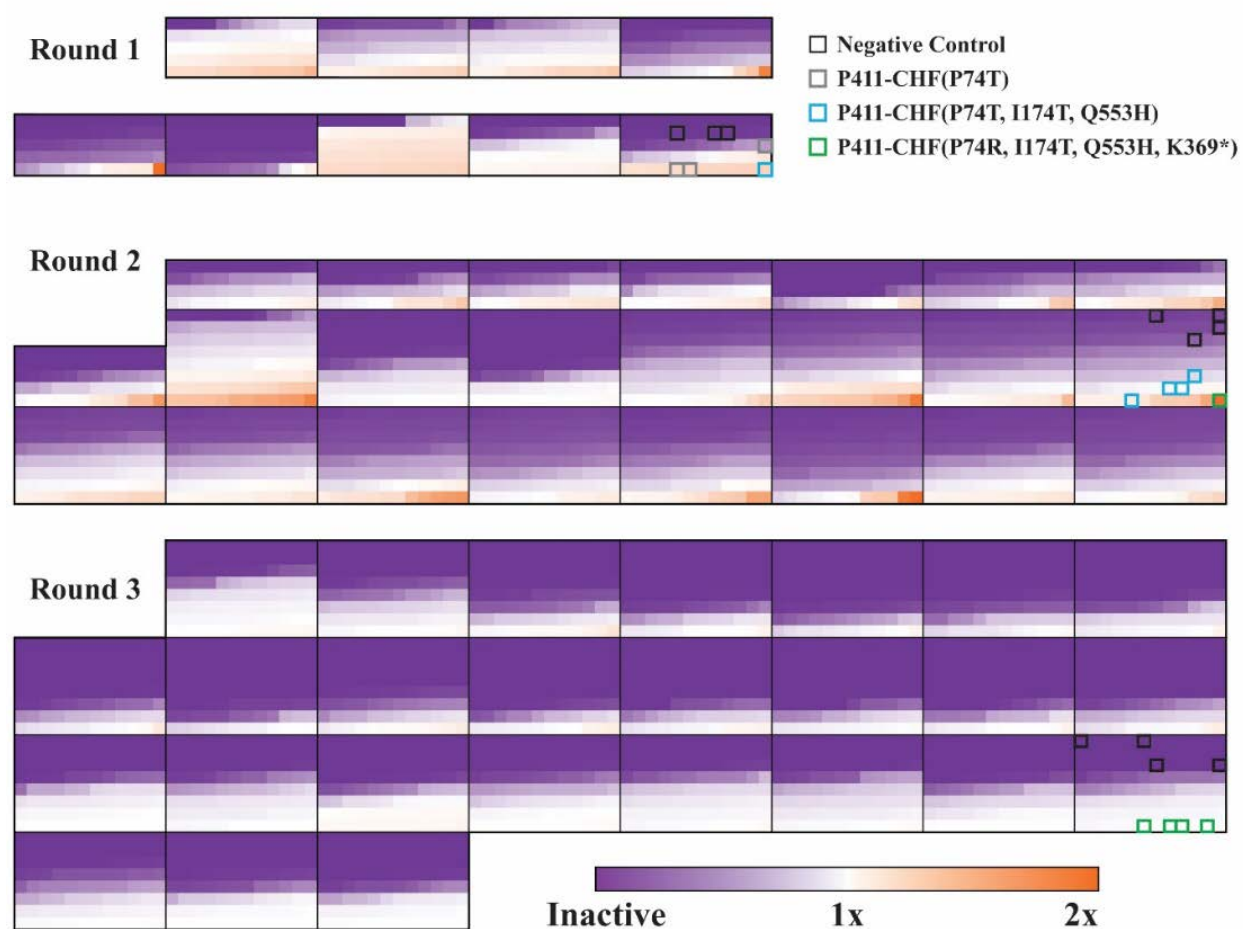 Round 1
Negative Control
P411-CHF(P74T)
P411-CHF(P74T, I174T, Q553H)
P411-CHF(P74R, I174T, Q553H, K369*)
Round 2
Round 3
Inactive 1x 2x